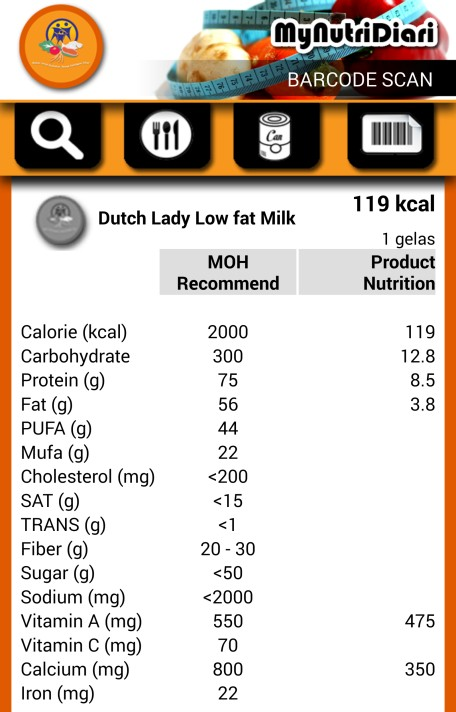 MyNutriDiari
BARCODE SCAN
Can
119 kcal
Dutch Lady Low fat Milk
1 gelas
MOH Recommend Product Nutrition
Calorie (kcal) 2000 119
Carbohydrate 300 12.8
Protein (g) 75 8.5
Fat (g) 56 3.8
PUFA (g) 44
Mufa (g) 22
Cholesterol (mg) <200
SAT (g) <15
TRANS (g) <1
Fiber (g) 20 - 30
Sugar (g) <50
Sodium (mg) <2000
Vitamin A (mg) 550 475
Vitamin C (mg) 70
Calcium (mg) 800 350
Iron (mg) 22